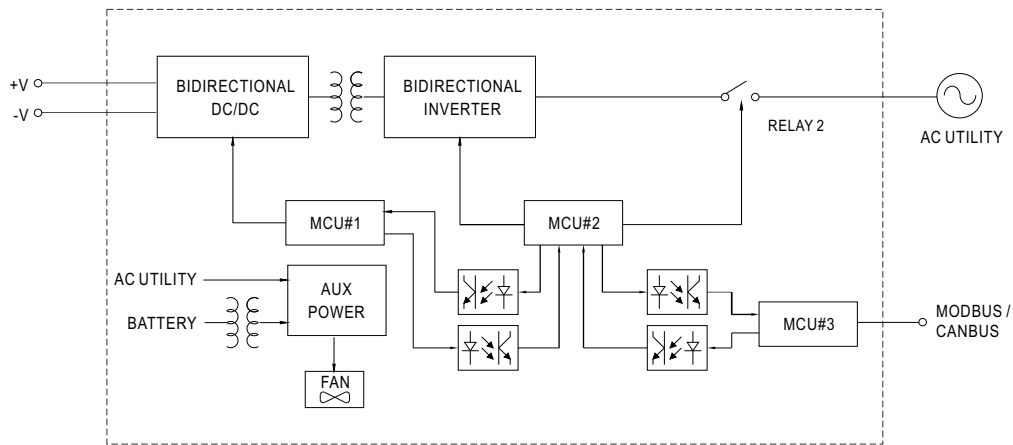 +V
-V
BIDIRECTIONAL
DC/DC
BIDIRECTIONAL
INVERTER
RELAY 2
AC UTILITY
MCU#1
MCU#2
AC UTILITY
BATTERY
AUX
POWER
FAN
MCU#3
MODBUS /
CANBUS